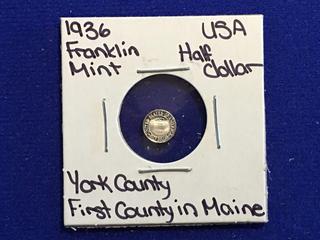 1936 USA
Franklin Half
Mint dollar
York County
First County in Maine